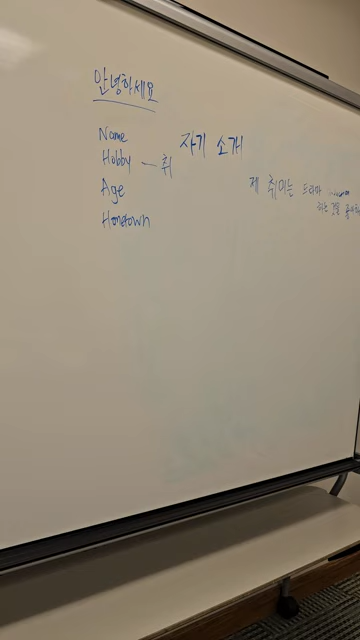 안녕하세요
자기 소개
Name
Hobby — 취
Age
Hometown
제 취미는 드라마